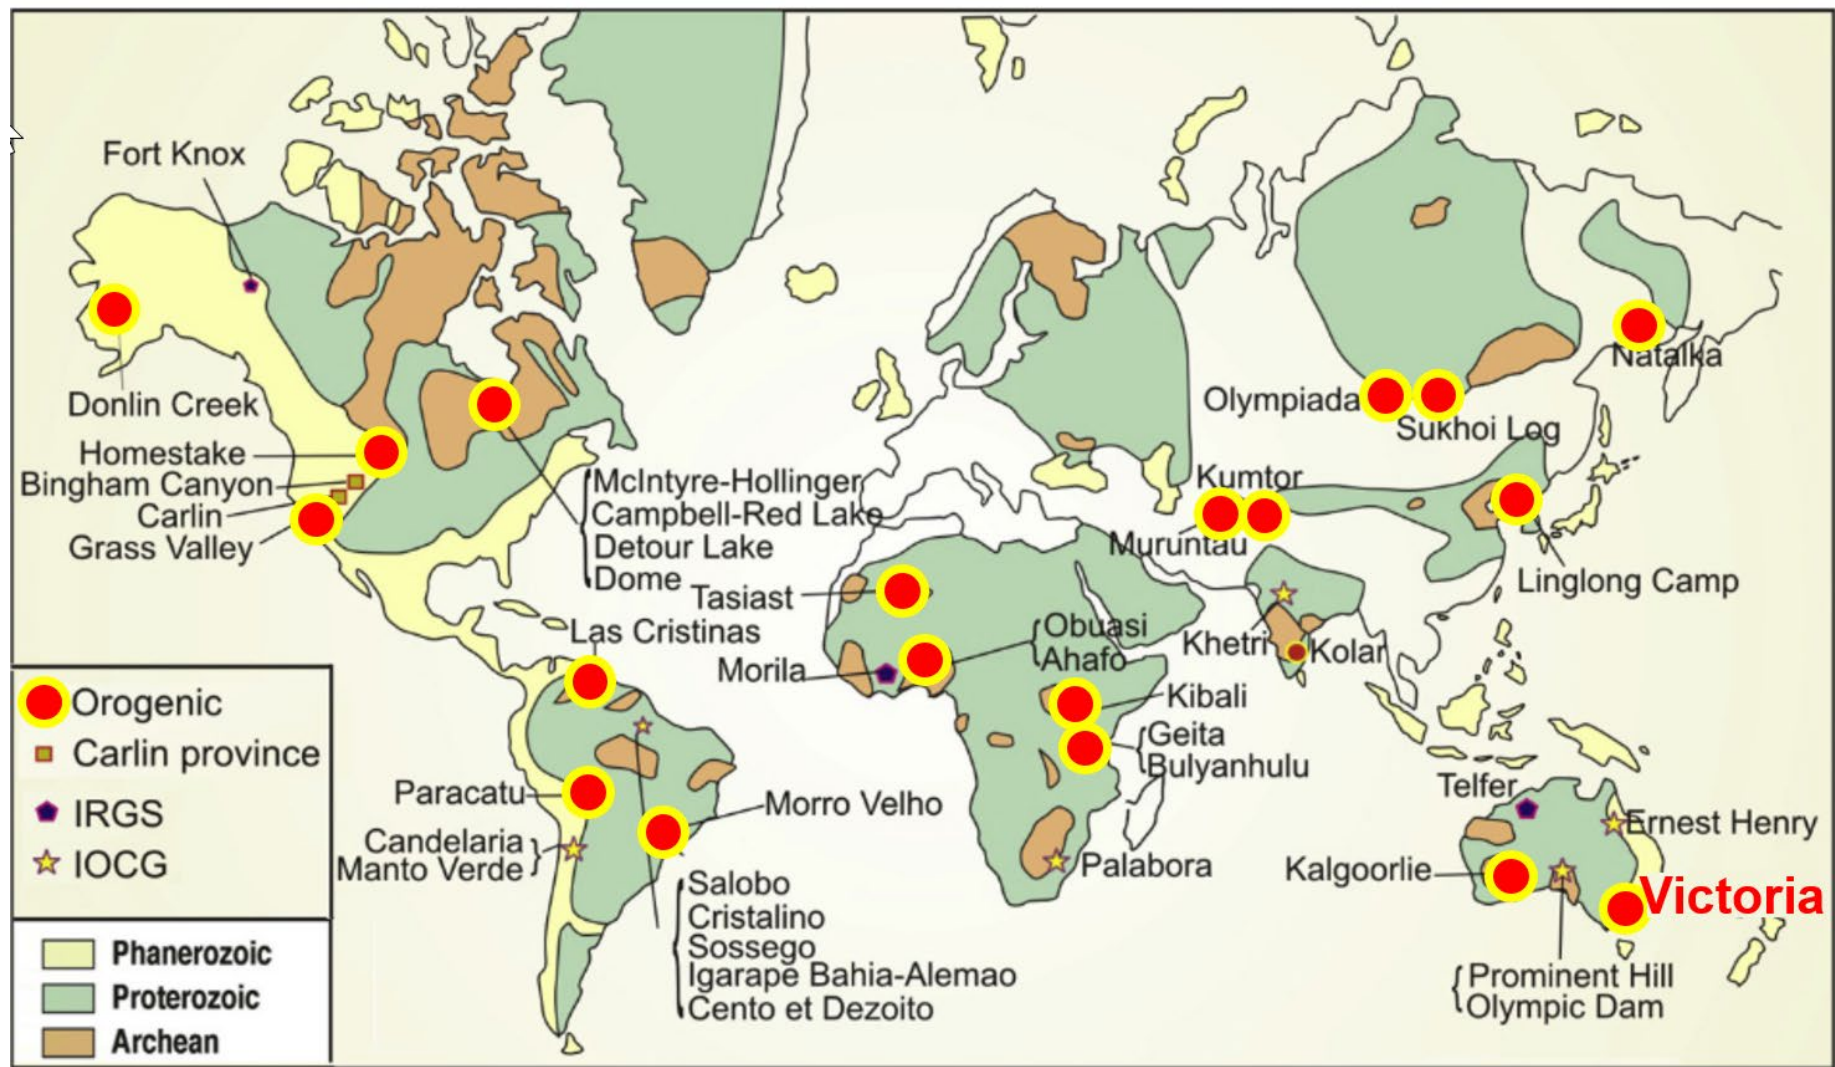 Fort Knox
Donlin Creek
Homestake
Bingham Canyon
Carlin
Grass Valley
McIntyre-Hollinger
Campbell-Red Lake
Detour Lake
Dome
Tasiast
Las Cristinas
Morila
Obuasi
Ahafo
Kibali
Geita
Bulyanhulu
Paracatu
Morro Velho
Candelaria
Manto Verde
Salobo
Cristalino
Sossego
Igarape Bahia-Alemao
Cento et Dezoito
Palabora
Olympiada
Sukhoi Log
Natalka
Kumtor
Muruntau
Linglong Camp
Khetri
Kolar
Telfer
Ernest Henry
Kalgoorlie
Victoria
Prominent Hill
Olympic Dam
Orogenic
Carlin province
IRGS
IOCG
Phanerozoic
Proterozoic
Archean